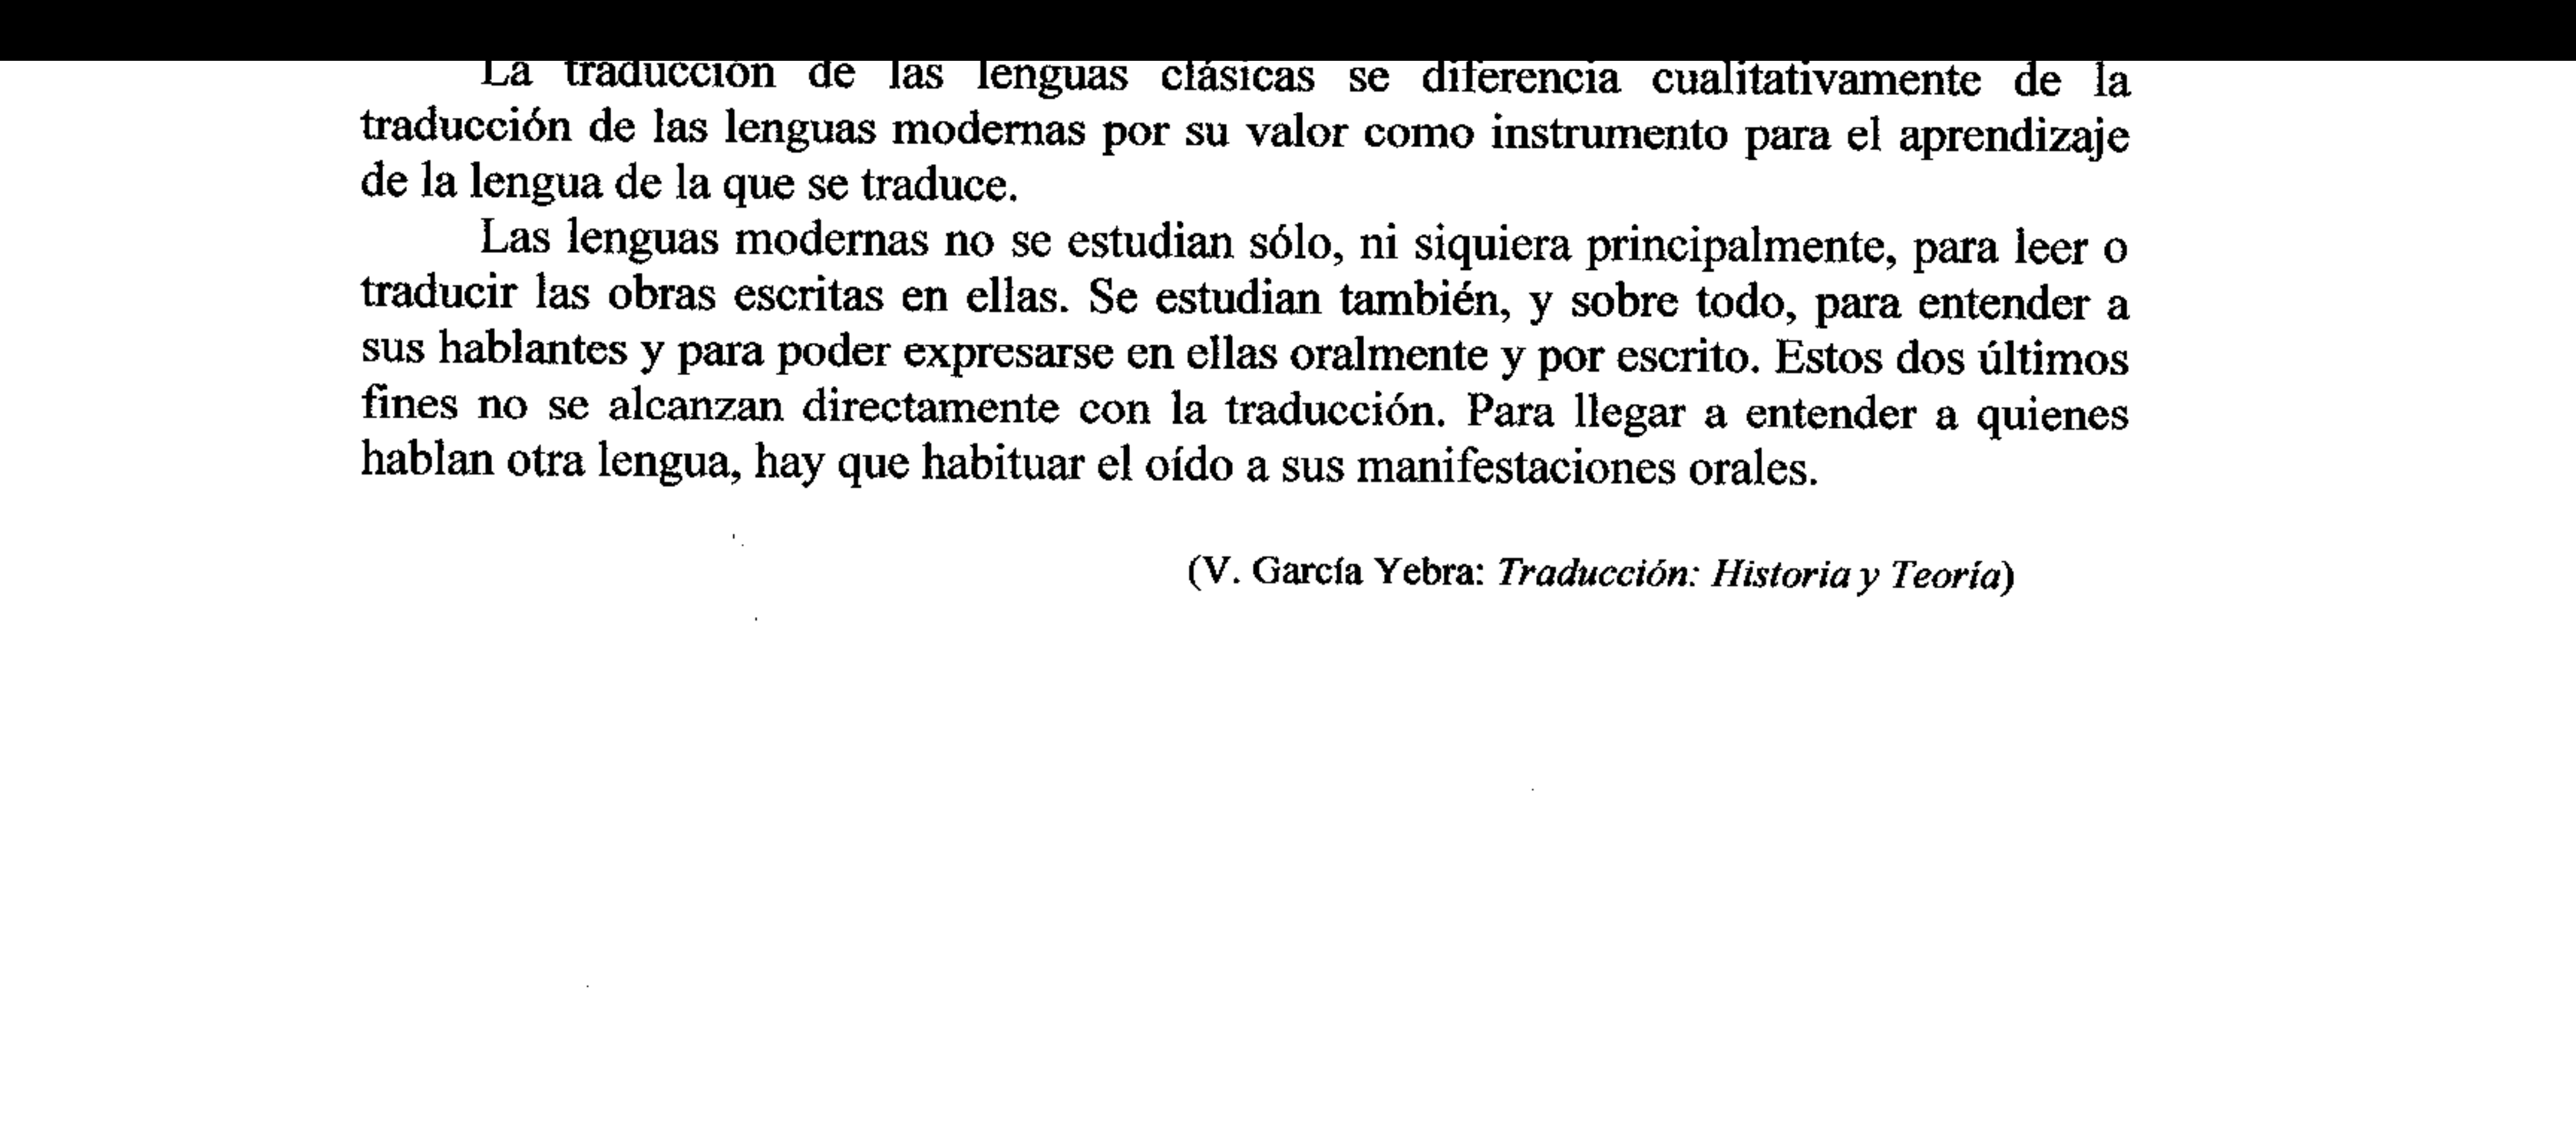 La traducción de las lenguas clásicas se diferencia cualitativamente de la
traducción de las lenguas modernas por su valor como instrumento para el aprendizaje
de la lengua de la que se traduce.
Las lenguas modernas no se estudian sólo, ni siquiera principalmente, para leer o
traducir las obras escritas en ellas. Se estudian también, y sobre todo, para entender a
sus hablantes y para poder expresarse en ellas oralmente y por escrito. Estos dos últimos
fines no se alcanzan directamente con la traducción. Para llegar a entender a quienes
hablan otra lengua, hay que habituar el oído a sus manifestaciones orales.
(V. García Yebra: Traducción: Historia y Teoría)